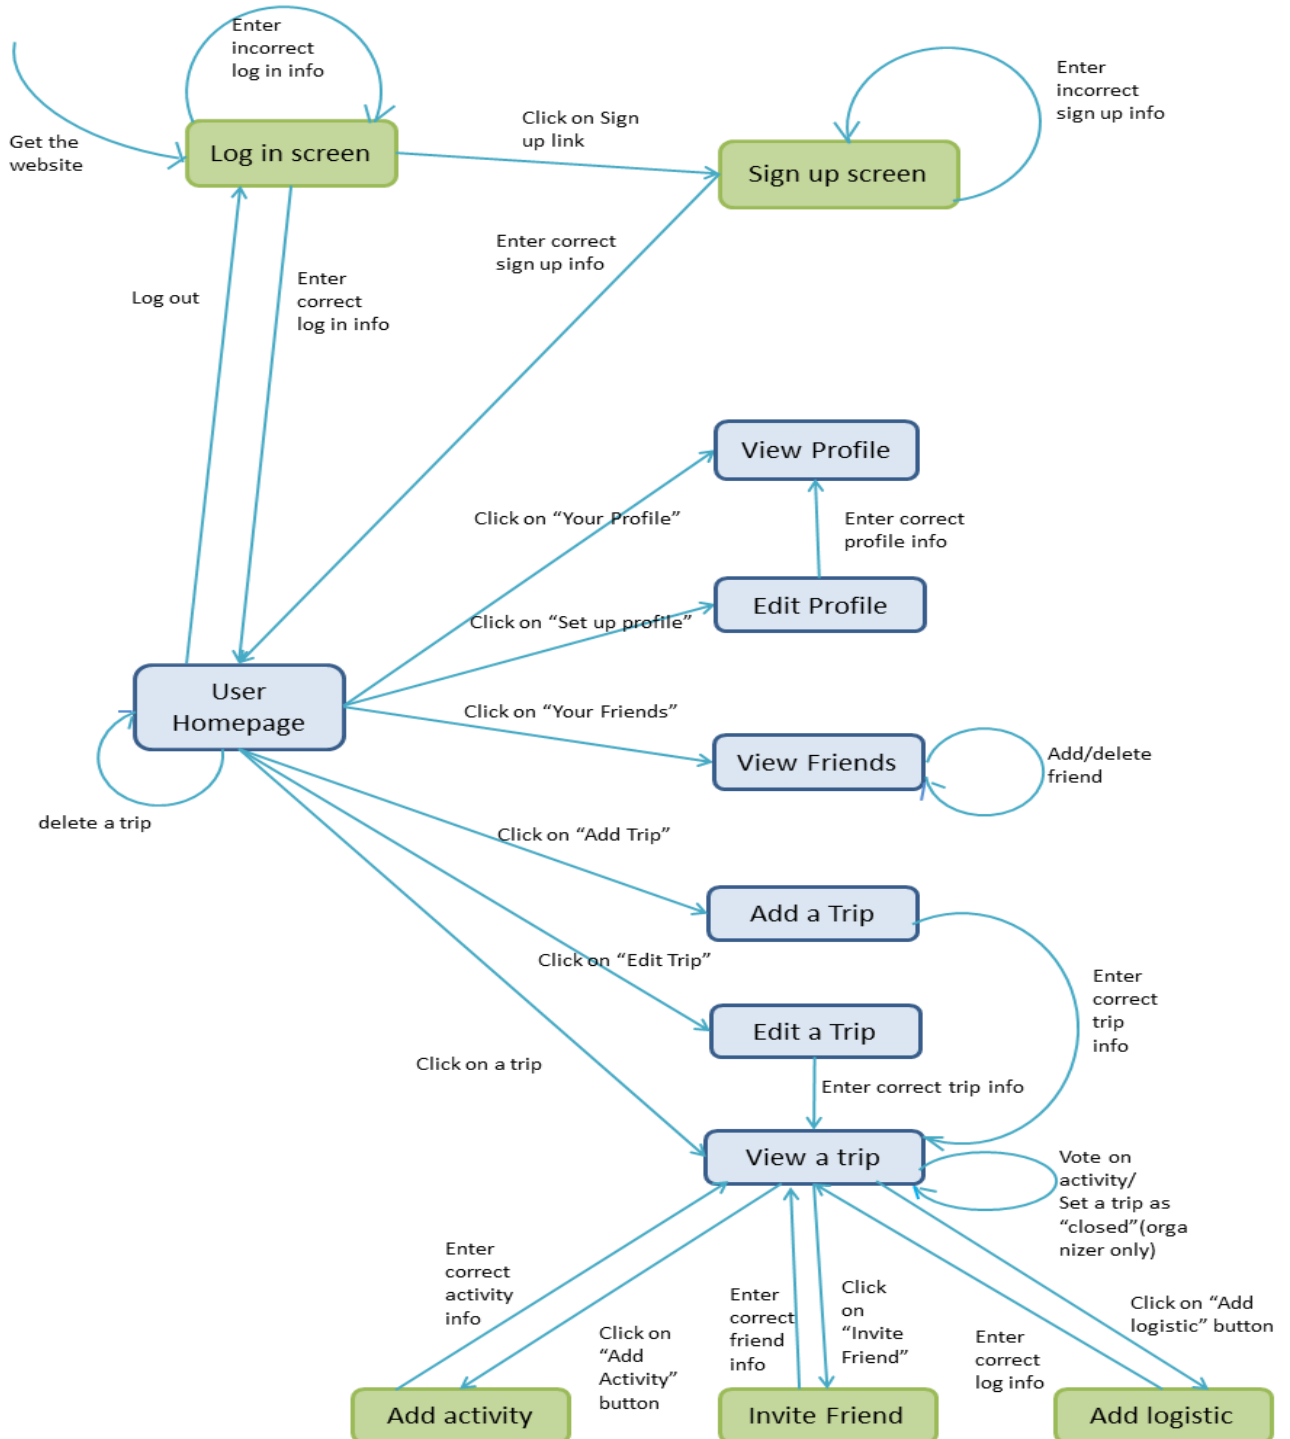 Enter
incorrect
log in info
Get the
website
Log in screen
Click on Sign
up link
Enter
incorrect
sign up info
Sign up screen
Enter correct
sign up info
Log out
Enter
correct
log in info
View Profile
Click on “Your Profile”
Enter correct
profile info
Edit Profile
Click on “Set up profile”
User
Homepage
Click on “Your Friends”
View Friends
Add/delete
friend
delete a trip
Click on “Add Trip”
Add a Trip
Click on “Edit Trip”
Enter
correct
trip
info
Edit a Trip
Click on a trip
Enter correct trip info
View a trip
Vote on
activity/
Set a trip as
“closed”(orga
nizer only)
Enter
correct
activity
info
Click on
“Add
Activity”
button
Enter
correct
friend
info
Click
on
“Invite
Friend”
Enter
correct
log info
Click on “Add
logistic” button
Add activity
Invite Friend
Add logistic